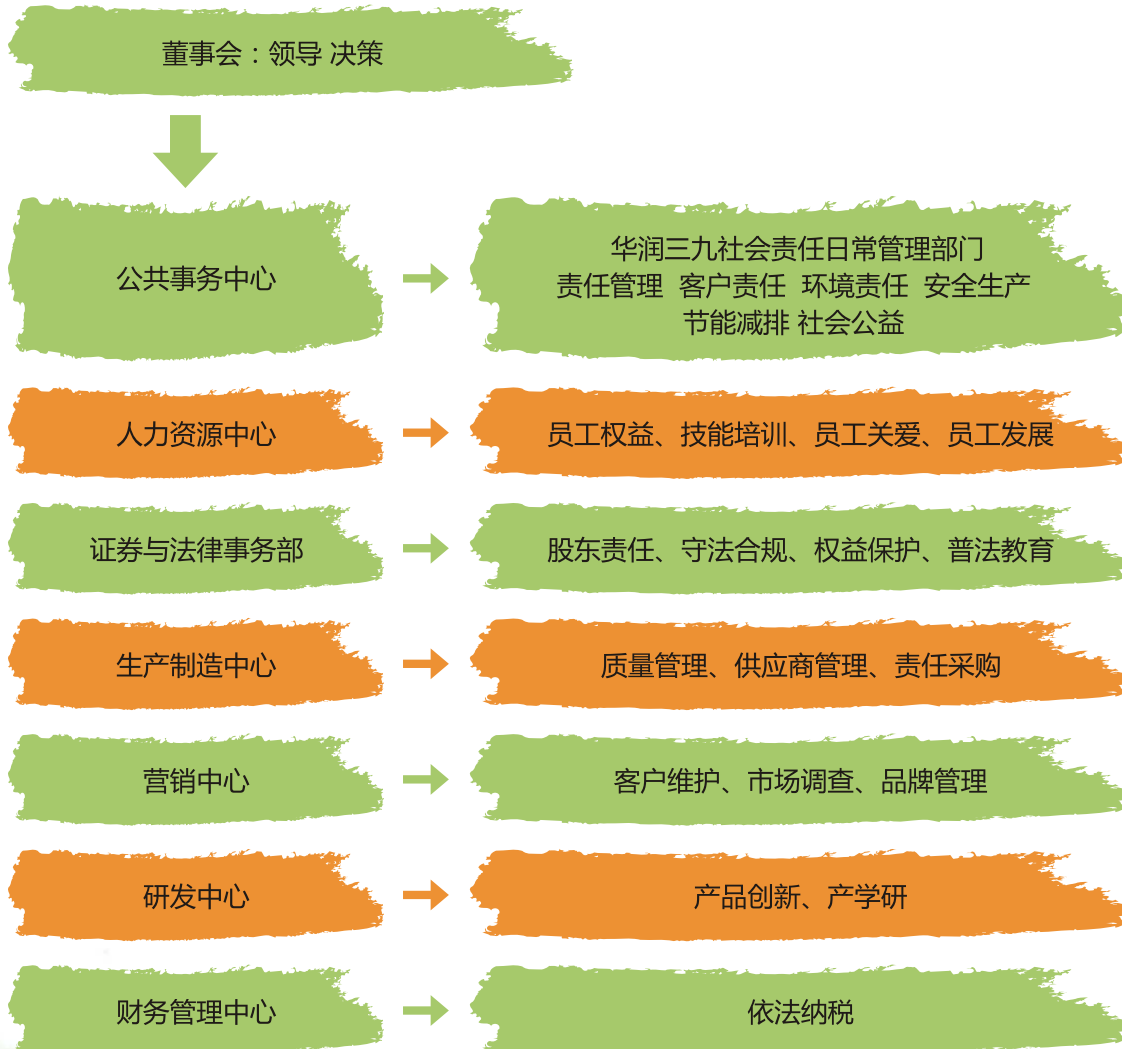 董事会：领导 决策
公共事务中心
华润三九社会责任日常管理部门
责任管理 客户责任 环境责任 安全生产
节能减排 社会公益
人力资源中心
员工权益、技能培训、员工关爱、员工发展
证券与法律事务部
股东责任、守法合规、权益保护、普法教育
生产制造中心
质量管理、供应商管理、责任采购
营销中心
客户维护、市场调查、品牌管理
研发中心
产品创新、产学研
财务管理中心
依法纳税